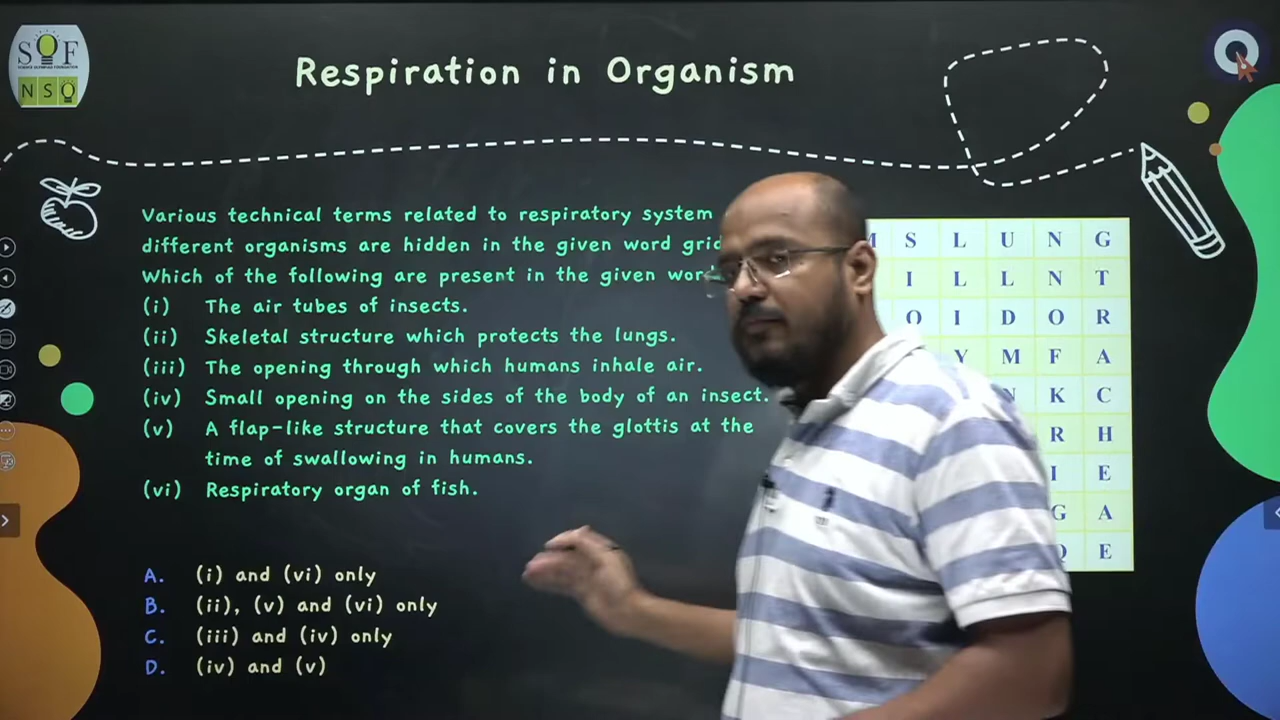 SOF
SCIENCE OLYMPIAD FOUNDATION
NSO
Respiration in Organism
Various technical terms related to respiratory system
different organisms are hidden in the given word grid
Which of the following are present in the given
(i) The air tubes of insects.
(ii) Skeletal structure which protects the lungs.
(iii) The opening through which humans inhale air.
(iv) Small opening on the sides of the body of an insect.
(v) A flap-like structure that covers the glottis at the
time of swallowing in humans.
(vi) Respiratory organ of fish.
A. (i) and (vi) only
B. (ii), (v) and (vi) only
C. (iii) and (iv) only
D. (iv) and (v)
S L U N G
I L L N T
O I D O R
Y M F A
K C
R H
I E
G A
E